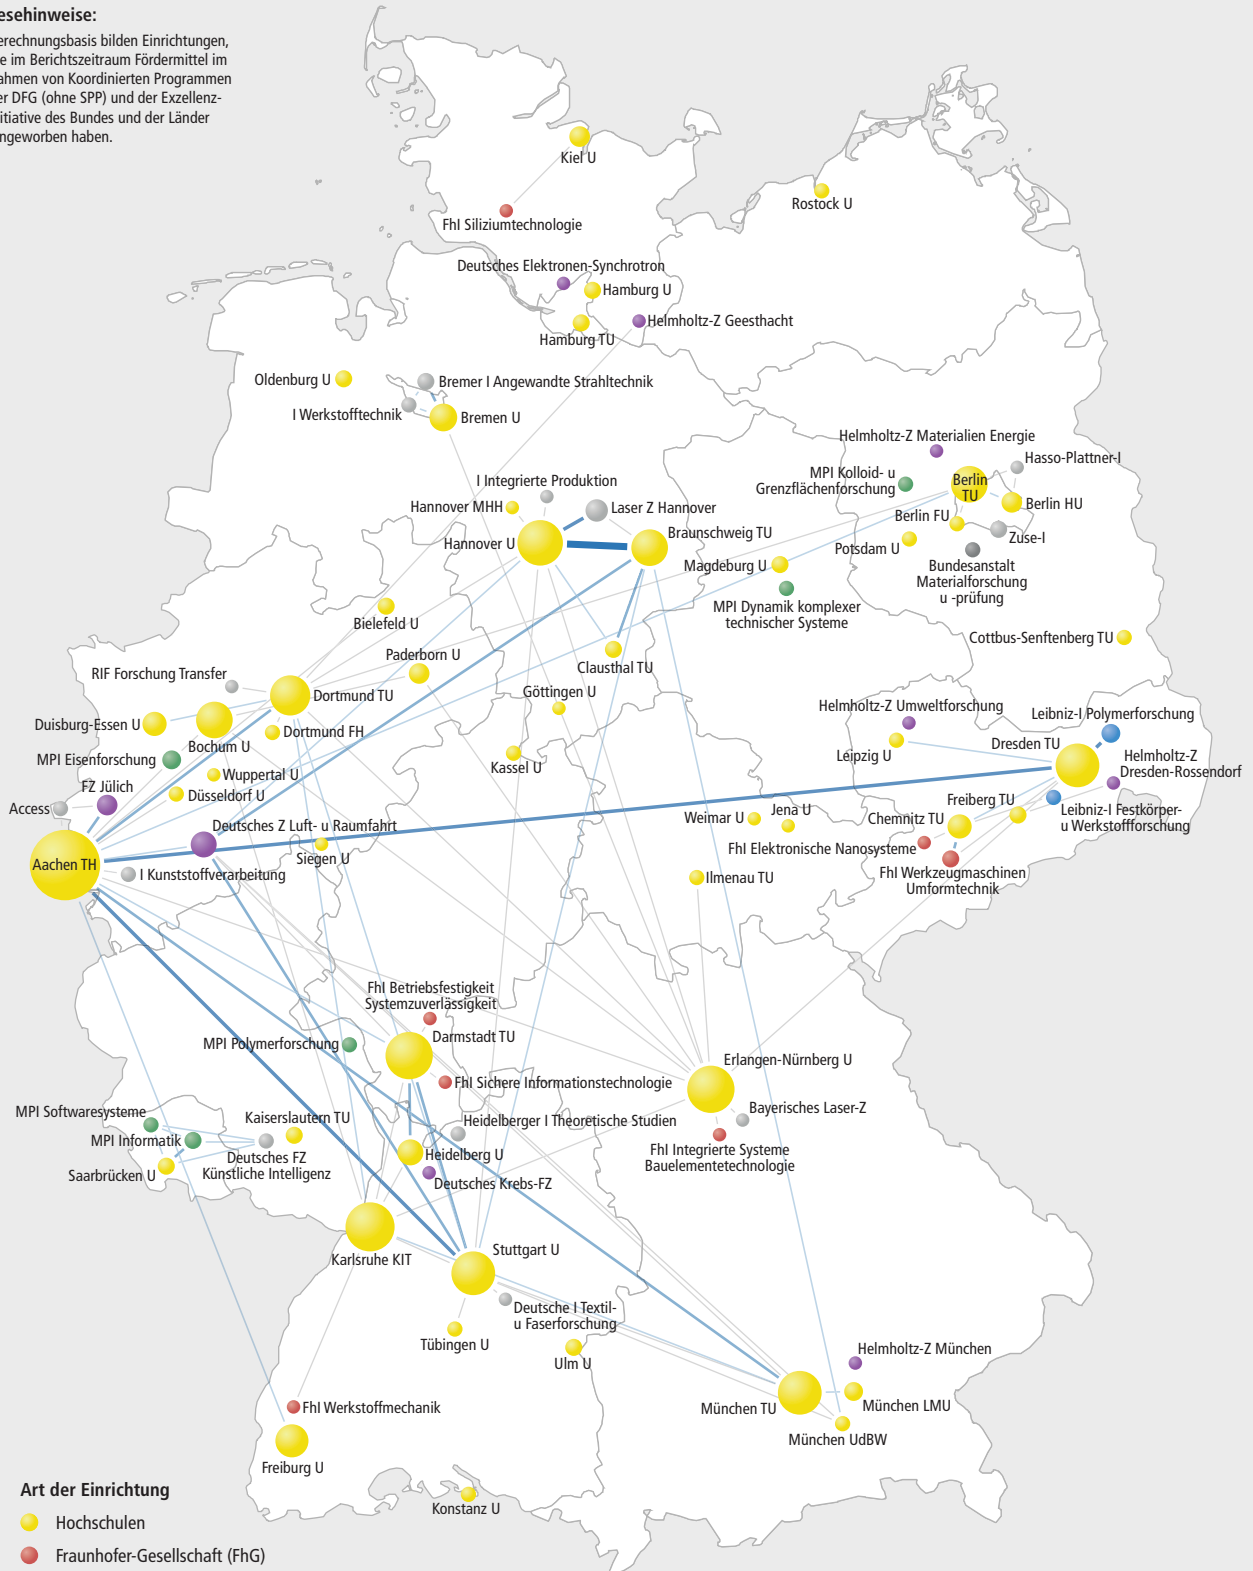 esehinweise:
erechnungsbasis bilden Einrichtungen,
e im Berichtszeitraum Fördermittel im
ahmen von Koordinierten Programmen
er DFG (ohne SPP) und der Exzellenz-
itiative des Bundes und der Länder
ngeworben haben.
Kiel U
Rostock U
FhI Siliziumtechnologie
Deutsches Elektronen-Synchrotron
Hamburg U
Helmholtz-Z Geesthacht
Hamburg TU
Oldenburg U
Bremer I Angewandte Strahltechnik
I Werkstofftechnik
Bremen U
Helmholtz-Z Materialien Energie
Hasso-Plattner-I
MPI Kolloid- u
Grenzflächenforschung
Berlin
TU
Berlin HU
Berlin FU
Zuse-I
Potsdam U
Bundesanstalt
Materialforschung
u -prüfung
I Integrierte Produktion
Hannover MHH
Laser Z Hannover
Hannover U
Braunschweig TU
Magdeburg U
MPI Dynamik komplexer
technischer Systeme
Bielefeld U
Clausthal TU
Cottbus-Senftenberg TU
Paderborn U
RIF Forschung Transfer
Dortmund TU
Göttingen U
Duisburg-Essen U
Bochum U
Dortmund FH
MPI Eisenforschung
Kassel U
Wuppertal U
FZ Jülich
Düsseldorf U
Access
Deutsches Z Luft- u Raumfahrt
Siegen U
Aachen TH
I Kunststoffverarbeitung
Helmholtz-Z Umweltforschung
Leibniz-I Polymerforschung
Leipzig U
Dresden TU
Helmholtz-Z
Dresden-Rossendorf
Freiberg TU
Leibniz-I Festkörper-
u Werkstoffforschung
Weimar U
Jena U
Chemnitz TU
FhI Elektronische Nanosysteme
FhI Werkzeugmaschinen
Umformtechnik
Ilmenau TU
FhI Betriebsfestigkeit
Systemzuverlässigkeit
Darmstadt TU
MPI Polymerforschung
FhI Sichere Informationstechnologie
Erlangen-Nürnberg U
Bayerisches Laser-Z
FhI Integrierte Systeme
Bauelementetechnologie
MPI Softwaresysteme
Kaiserslautern TU
Heidelberger I Theoretische Studien
MPI Informatik
Deutsches FZ
Künstliche Intelligenz
Heidelberg U
Saarbrücken U
Deutsches Krebs-FZ
Karlsruhe KIT
Stuttgart U
Deutsche I Textil-
u Faserforschung
Tübingen U
Ulm U
Helmholtz-Z München
FhI Werkstoffmechanik
München TU
München LMU
München UdBW
Freiburg U
Konstanz U
Art der Einrichtung
Hochschulen
Fraunhofer-Gesellschaft (FhG)